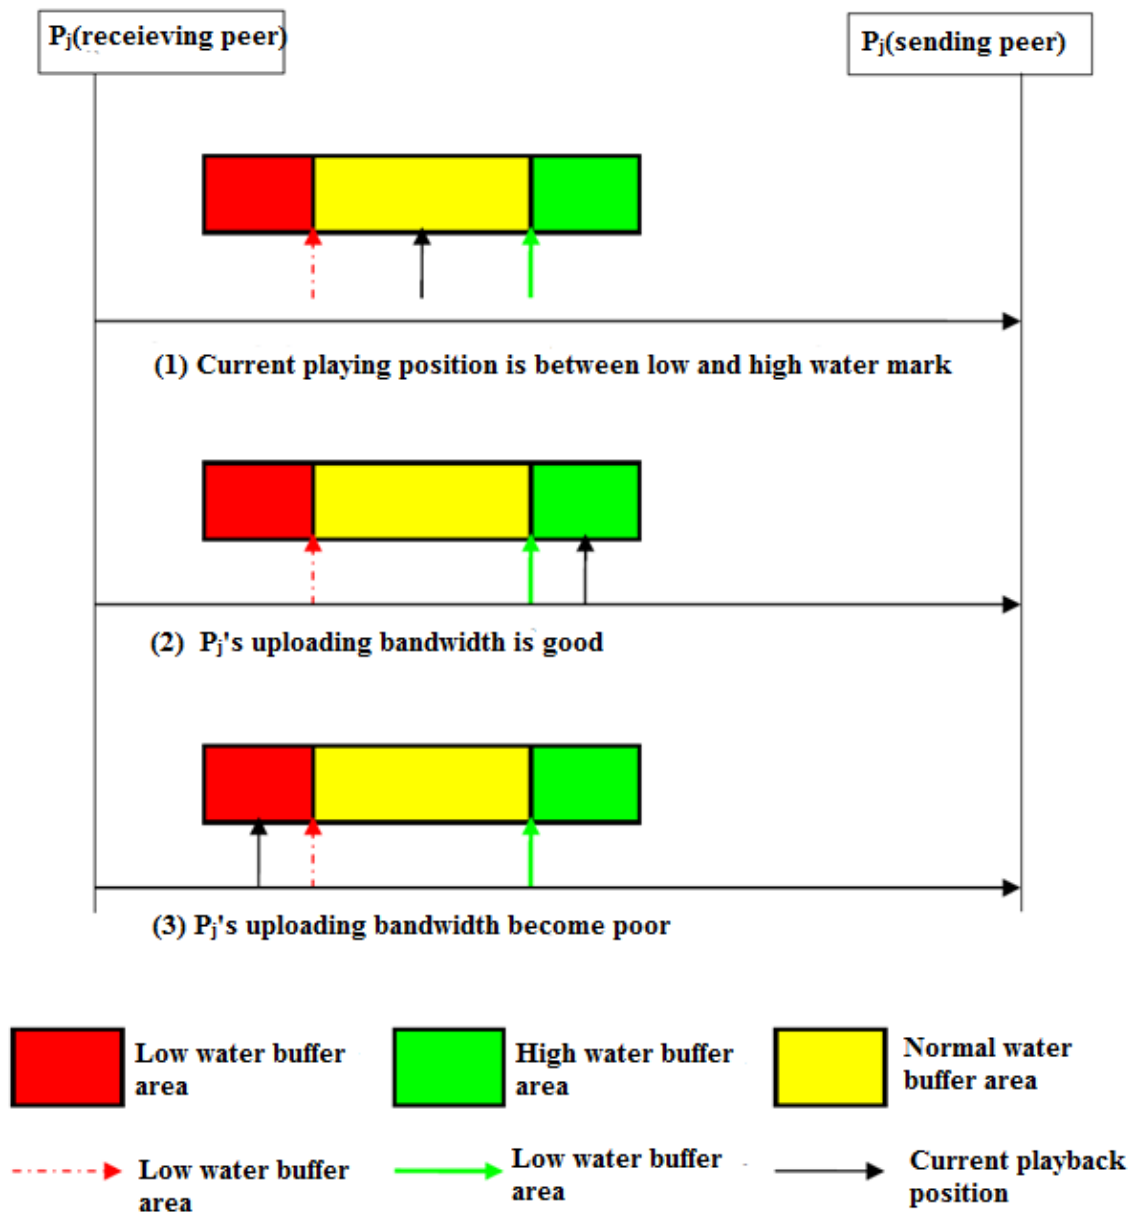 Pj(receieving peer)
Pj(sending peer)
(1) Current playing position is between low and high water mark
(2) Pj's uploading bandwidth is good
(3) Pj's uploading bandwidth become poor
Low water buffer
area
High water buffer
area
Normal water
buffer area
Low water buffer
area
Low water buffer
area
Current playback
position